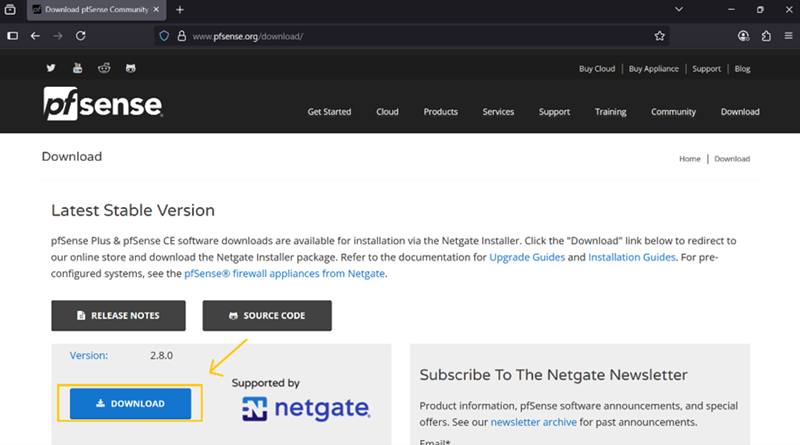 Download pfSense Community
www.pfsense.org/download/
Buy Cloud | Buy Appliance | Support | Blog
pfsense
Get Started Cloud Products Services Support Training Community Download
Download
Home | Download
Latest Stable Version
pfSense Plus & pfSense CE software downloads are available for installation via the Netgate Installer. Click the "Download" link below to redirect to
our online store and download the Netgate Installer package. Refer to the documentation for Upgrade Guides and Installation Guides. For pre-
configured systems, see the pfSense® firewall appliances from Netgate.
RELEASE NOTES SOURCE CODE
Version: 2.8.0
DOWNLOAD
Supported by
netgate
Subscribe To The Netgate Newsletter
Product information, pfSense software announcements, and special
offers. See our newsletter archive for past announcements.
Email*